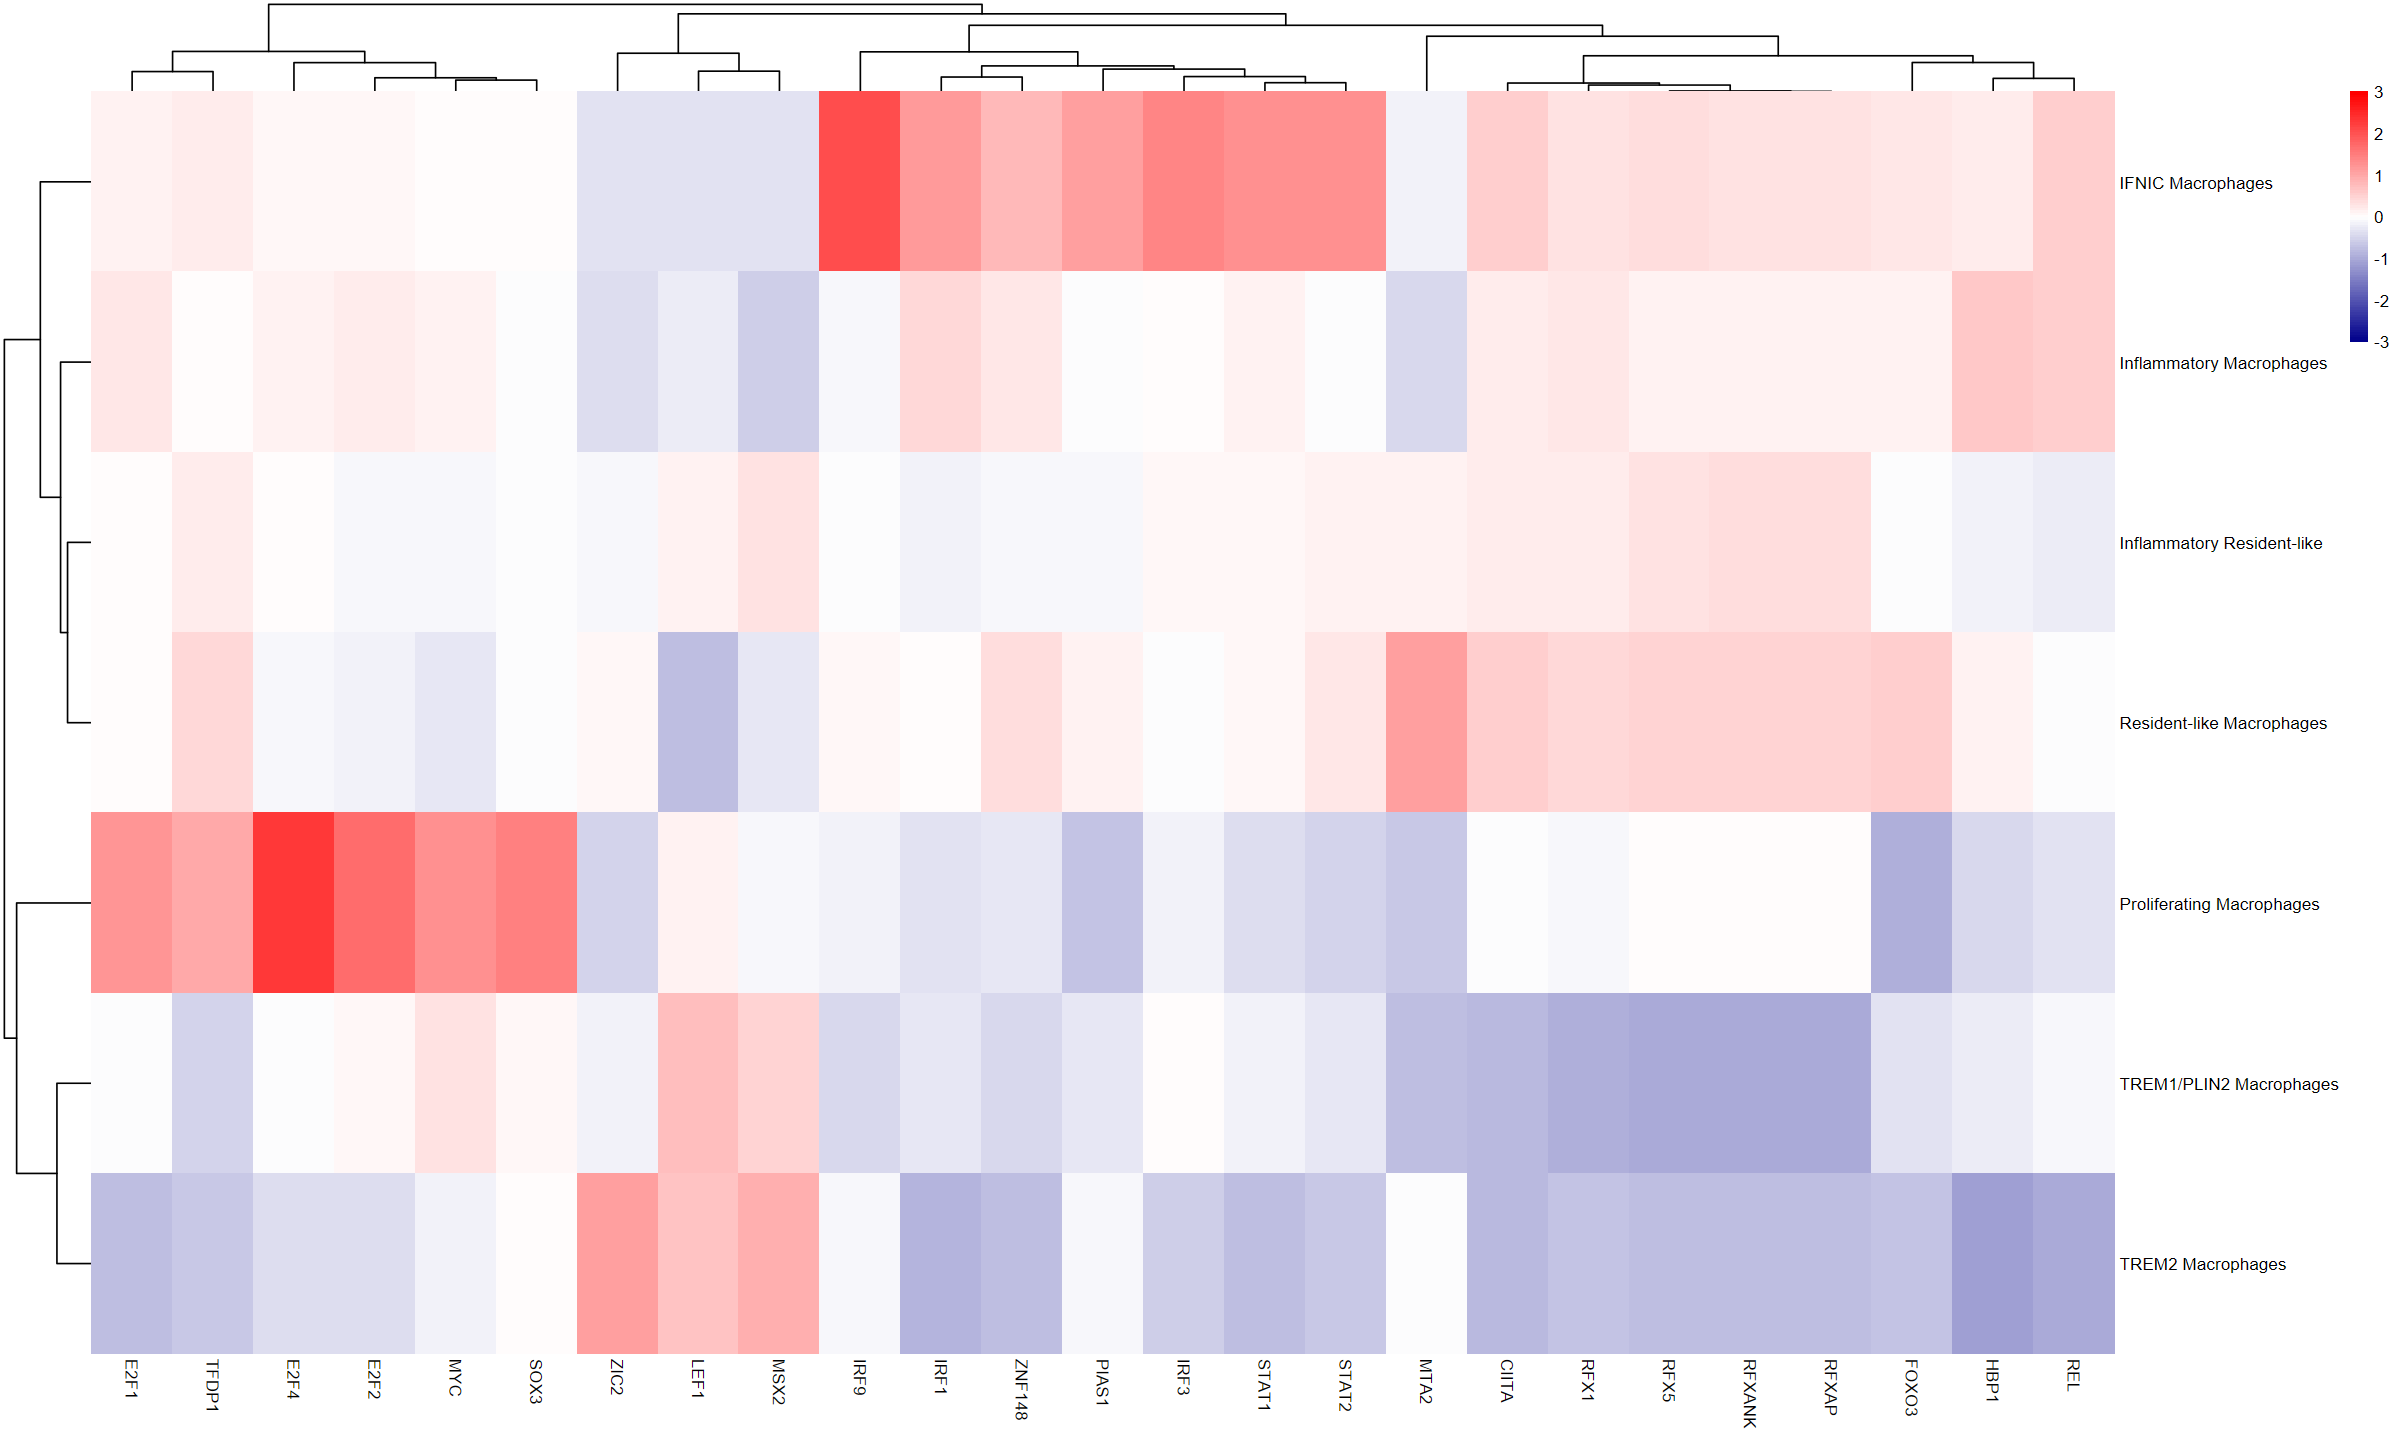 3
2
1
0
-1
-2
-3
IFNIC Macrophages
Inflammatory Macrophages
Inflammatory Resident-like
Resident-like Macrophages
Proliferating Macrophages
TREM1/PLIN2 Macrophages
TREM2 Macrophages
E2F1
TFDP1
E2F4
E2F2
MYC
SOX3
ZIC2
LEF1
MSX2
IRF9
IRF1
ZNF148
PIAS1
IRF3
STAT1
STAT2
MTA2
CIITA
RFX1
RFX5
RFXANK
RFXAP
FOXO3
HBP1
REL